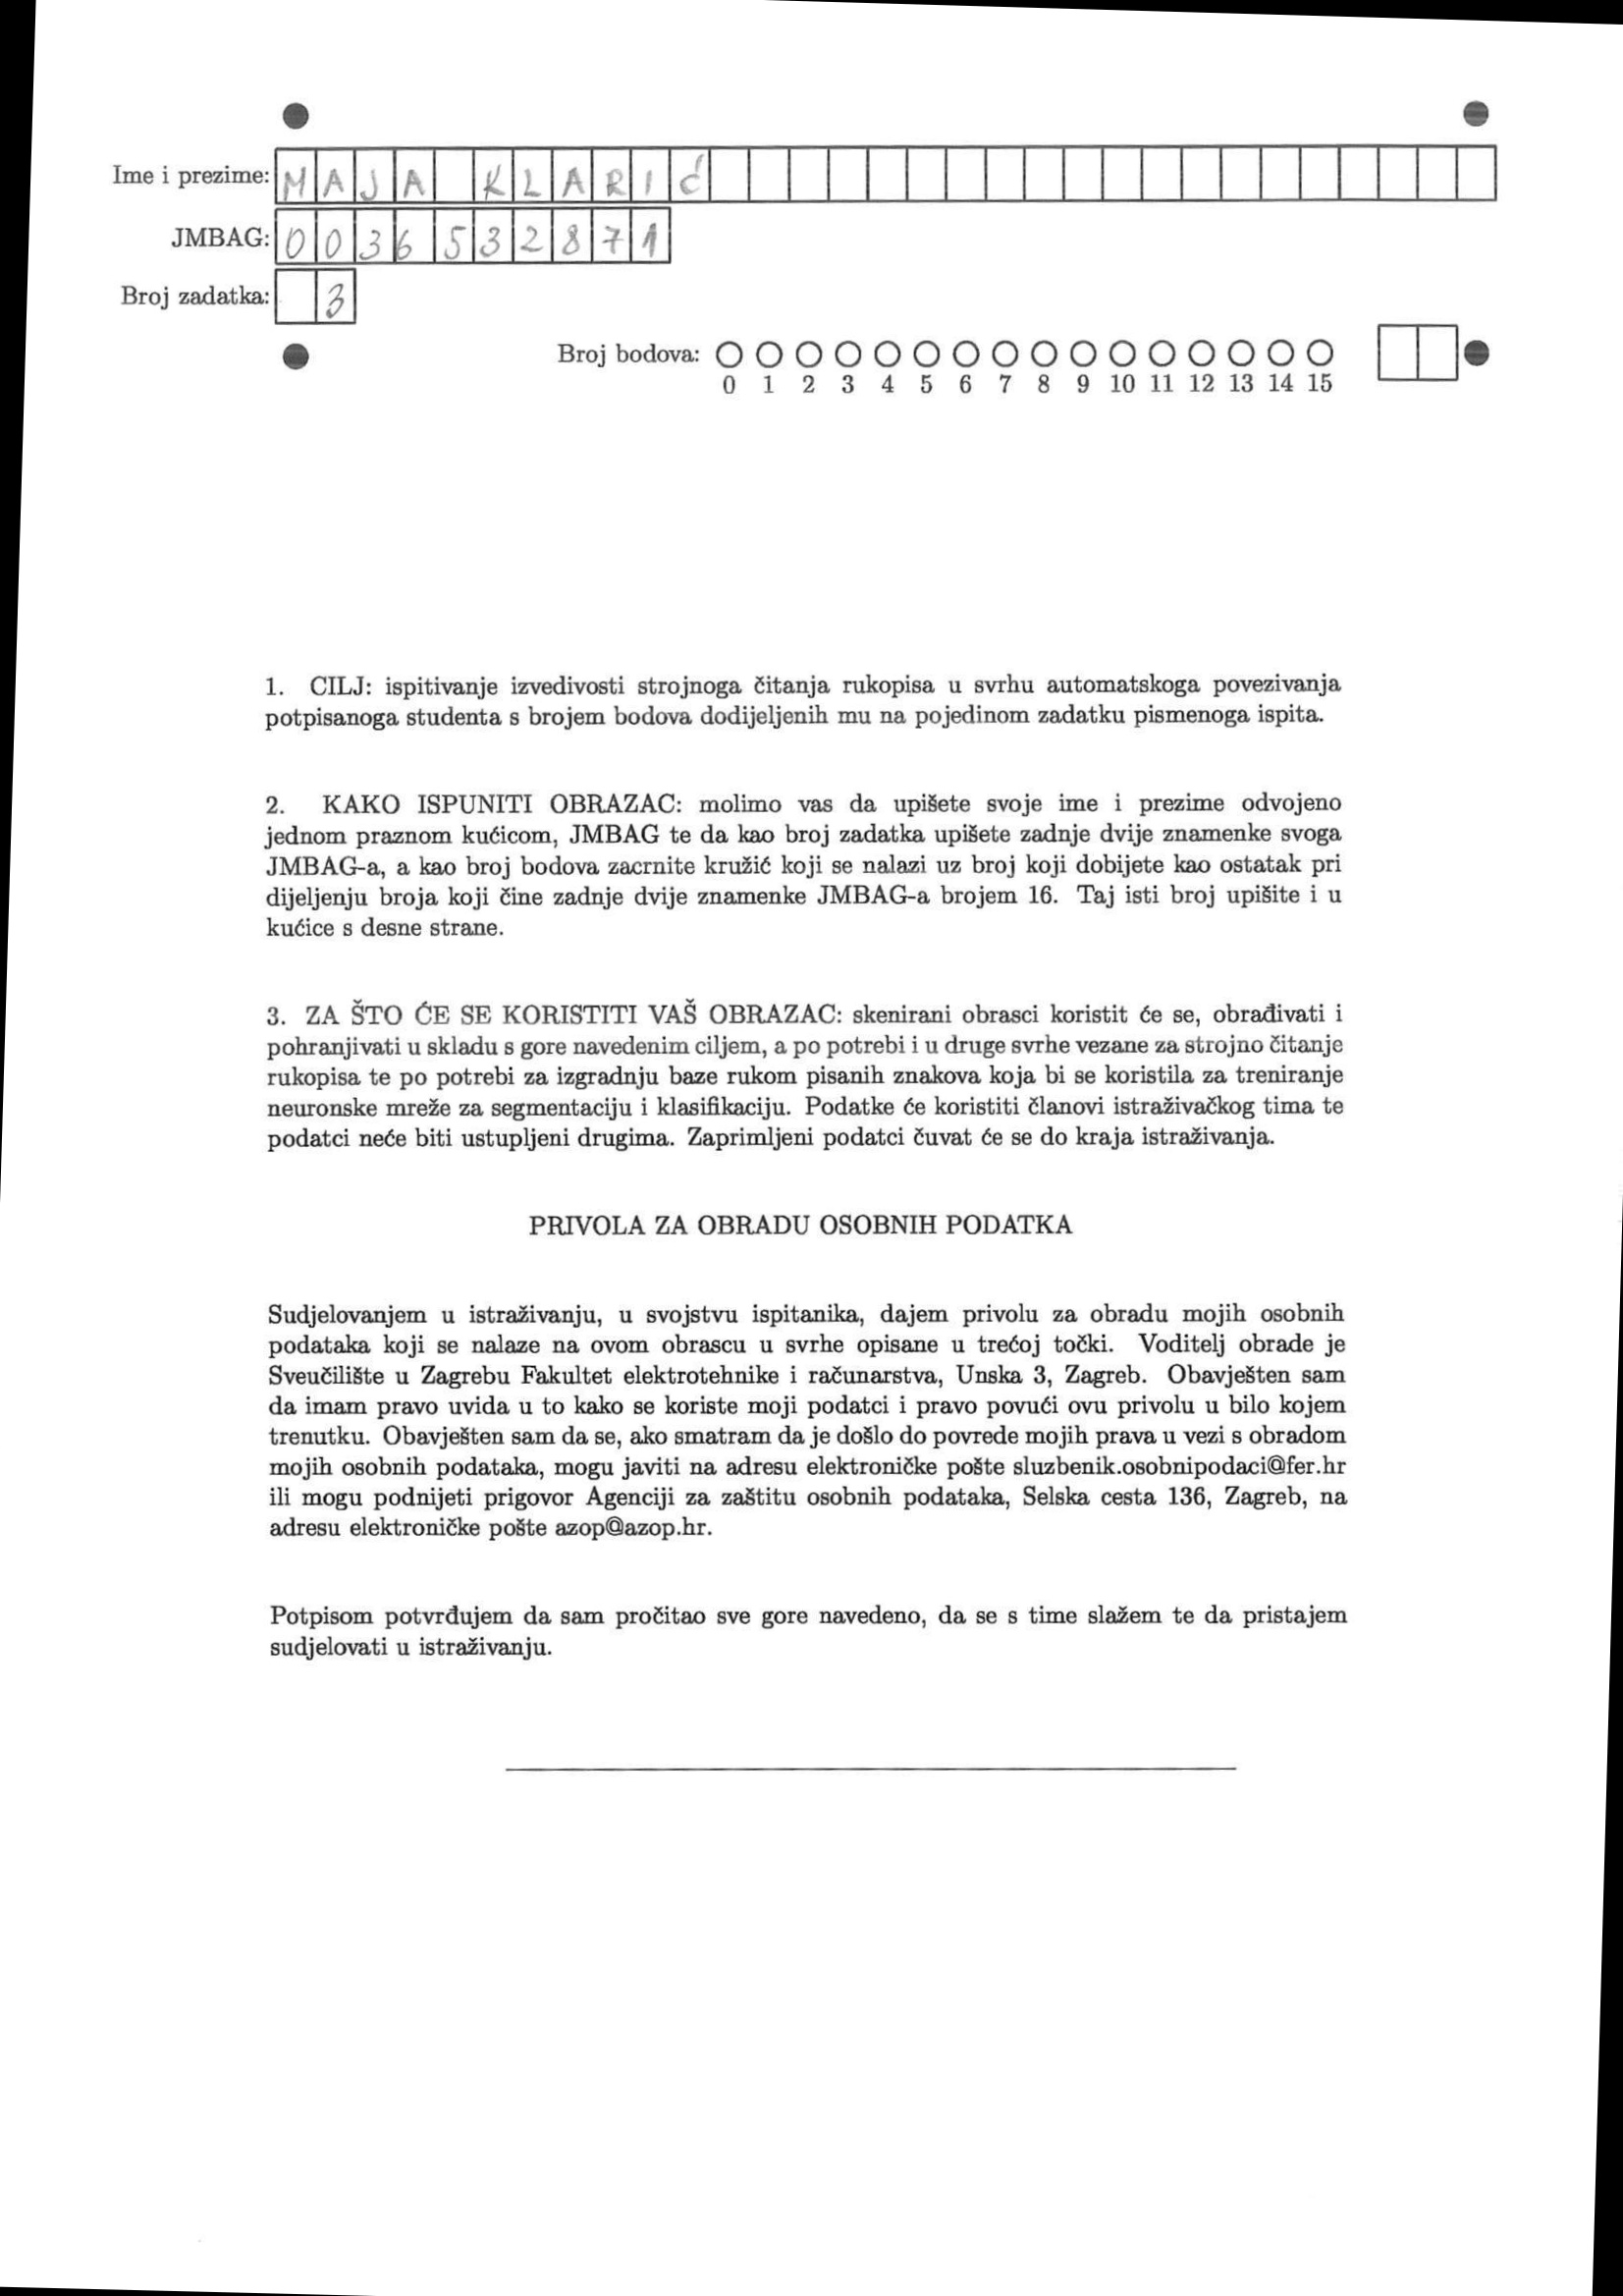 Ime i prezime: MAJA KLARIĆ
JMBAG: 0036532871
Broj zadatka: 3
Broj bodova:
0 1 2 3 4 5 6 7 8 9 10 11 12 13 14 15
1. CILJ: ispitivanje izvedivosti strojnoga čitanja rukopisa u svrhu automatskoga povezivanja
potpisanoga studenta s brojem bodova dodijeljenih mu na pojedinom zadatku pismenoga ispita.
2. KAKO ISPUNITI OBRAZAC: molimo vas da upišete svoje ime i prezime odvojeno
jednom praznom kućicom, JMBAG te da kao broj zadatka upišete zadnje dvije znamenke svoga
JMBAG-a, a kao broj bodova zacrnite kružić koji se nalazi uz broj koji dobijete kao ostatak pri
dijeljenju broja koji čine zadnje dvije znamenke JMBAG-a brojem 16. Taj isti broj upišite i u
kućice s desne strane.
3. ZA ŠTO ĆE SE KORISTITI VAŠ OBRAZAC: skenirani obrasci koristit će se, obrađivati i
pohranjivati u skladu s gore navedenim ciljem, a po potrebi i u druge svrhe vezane za strojno čitanje
rukopisa te po potrebi za izgradnju baze rukom pisanih znakova koja bi se koristila za treniranje
neuronske mreže za segmentaciju i klasifikaciju. Podatke će koristiti članovi istraživačkog tima te
podatci neće biti ustupljeni drugima. Zaprimljeni podatci čuvat će se do kraja istraživanja.
PRIVOLA ZA OBRADU OSOBNIH PODATKA
Sudjelovanjem u istraživanju, u svojstvu ispitanika, dajem privolu za obradu mojih osobnih
podataka koji se nalaze na ovom obrascu u svrhe opisane u trećoj točki. Voditelj obrade je
Sveučilište u Zagrebu Fakultet elektrotehnike i računarstva, Unska 3, Zagreb. Obavješten sam
da imam pravo uvida u to kako se koriste moji podatci i pravo povući ovu privolu u bilo kojem
trenutku. Obavješten sam da se, ako smatram da je došlo do povrede mojih prava u vezi s obradom
mojih osobnih podataka, mogu javiti na adresu elektroničke pošte sluzbenik.osobnipodaci@fer.hr
ili mogu podnijeti prigovor Agenciji za zaštitu osobnih podataka, Selska cesta 136, Zagreb, na
adresu elektroničke pošte azop@azop.hr.
Potpisom potvrđujem da sam pročitao sve gore navedeno, da se s time slažem te da pristajem
sudjelovati u istraživanju.